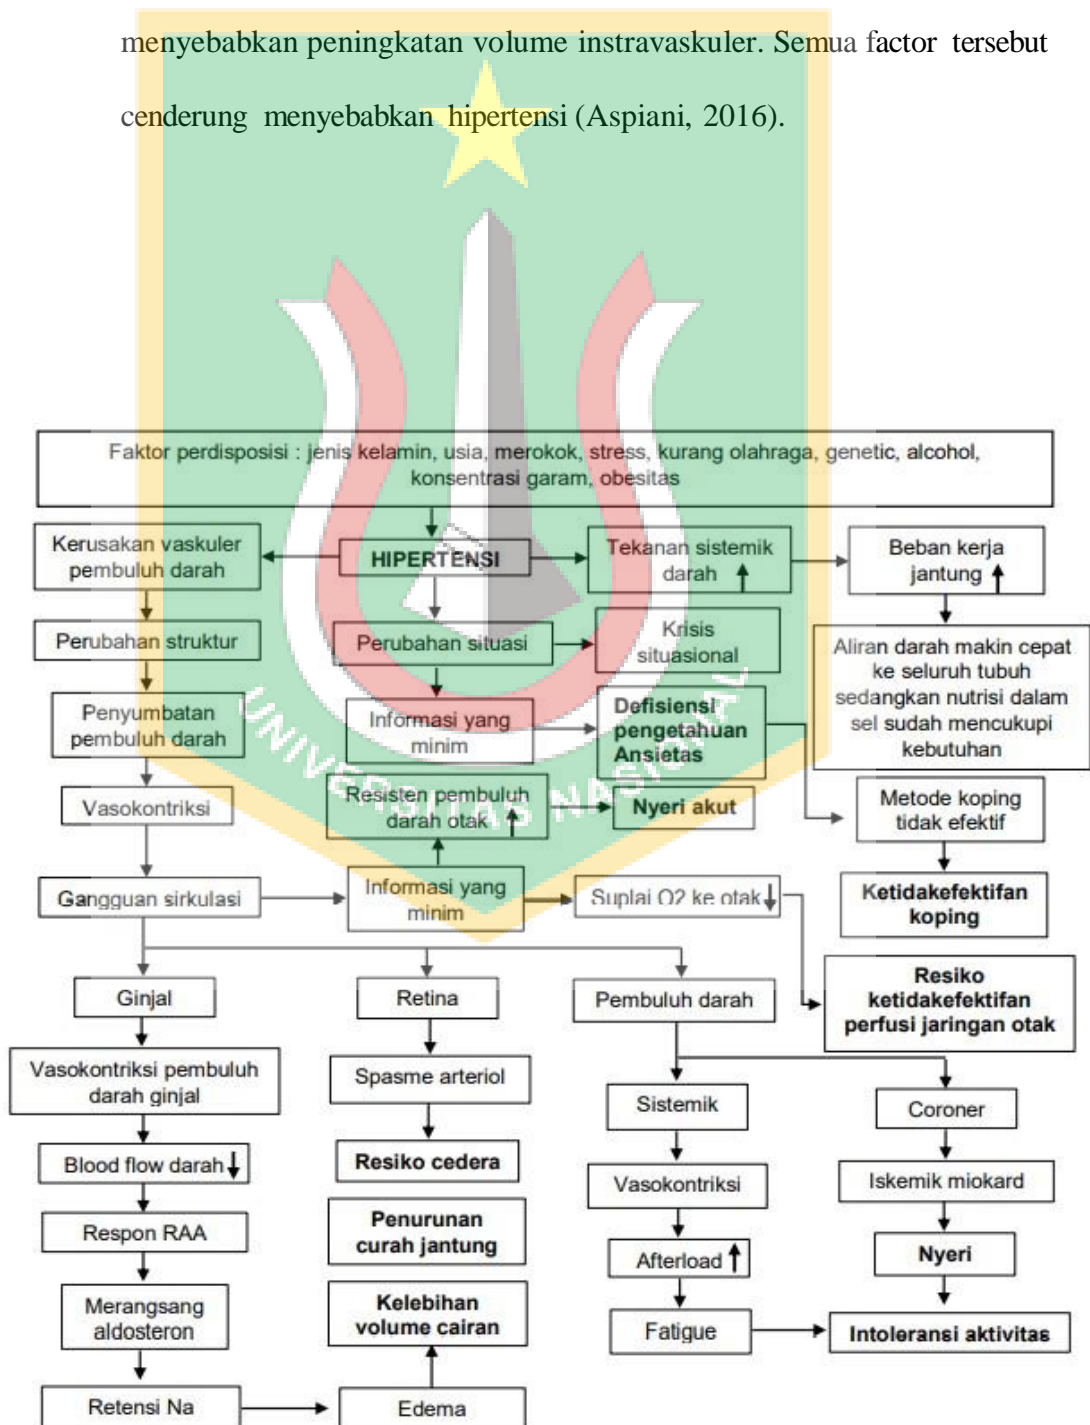 menyebabkan peningkatan volume instravaskuler. Semua factor tersebut
cenderung menyebabkan hipertensi (Aspiani, 2016).
Faktor perdisposisi : jenis kelamin, usia, merokok, stress, kurang olahraga, genetic, alcohol,
konsentrasi garam, obesitas
Kerusakan vaskuler
pembuluh darah
HIPERTENSI
Tekanan sistemik
darah ↑
Beban kerja
jantung ↑
Perubahan struktur
Perubahan situasi
Krisis
situasional
Aliran darah makin cepat
ke seluruh tubuh
sedangkan nutrisi dalam
sel sudah mencukupi
kebutuhan
Penyumbatan
pembuluh darah
Informasi yang
minim
Defisiensi
pengetahuan
Ansietas
UNIVERSITAS NASIONAL
Vasokontriksi
Resisten pembuluh
darah otak ↑
Nyeri akut
Metode koping
tidak efektif
Gangguan sirkulasi
Informasi yang
minim
Suplai O2 ke otak ↓
Ketidakefektifan
koping
Ginjal
Retina
Pembuluh darah
Resiko
ketidakefektifan
perfusi jaringan otak
Vasokontriksi pembuluh
darah ginjal
Spasme arteriol
Sistemik
Coroner
Blood flow darah ↓
Resiko cedera
Vasokontriksi
Iskemik miokard
Respon RAA
Penurunan
curah jantung
Afterload ↑
Nyeri
Merangsang
aldosteron
Kelebihan
volume cairan
Fatigue
Intoleransi aktivitas
Retensi Na
Edema